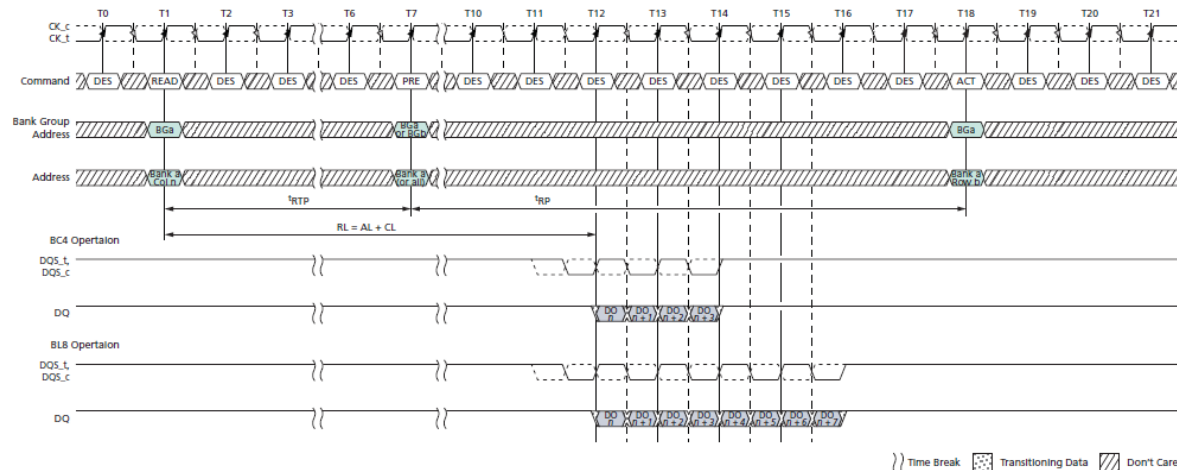 T0 T1 T2 T3 T6 T7 T10 T11 T12 T13 T14 T15 T16 T17 T18 T19 T20 T21
CK_c
CK_t
Command DES READ DES DES DES PRE DES DES DES DES DES DES DES DES ACT DES DES DES
Bank Group
Address BGa BGa or BGb BGa
Address Bank a Col n Bank a (or all) Bank a Row b
tRTP tRP
RL = AL + CL
BC4 Opertaion
DQS_t,
DQS_c
DQ DO n DO n + 1 DO n + 2 DO n + 3
BL8 Opertaion
DQS_t,
DQS_c
DQ DO n DO n + 1 DO n + 2 DO n + 3 DO n + 4 DO n + 5 DO n + 6 DO n + 7
Time Break Transitioning Data Don't Care